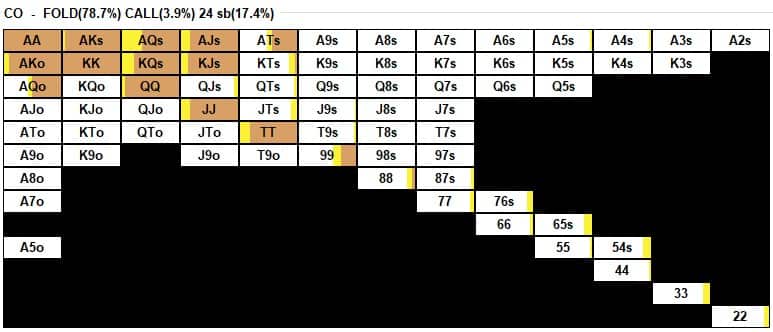 CO - FOLD(78.7%) CALL(3.9%) 24 sb(17.4%)
AA AKs AQs AJs ATs A9s A8s A7s A6s A5s A4s A3s A2s
AKo KK KQs KJs KTs K9s K8s K7s K6s K5s K4s K3s
AQo KQo QQ QJs QTs Q9s Q8s Q7s Q6s Q5s
AJo KJo QJo JJ JTs J9s J8s J7s
ATo KTo QTo JTo TT T9s T8s T7s
A9o K9o J9o T9o 99 98s 97s
A8o 88 87s
A7o 77 76s
66 65s
A5o 55 54s
44
33
22